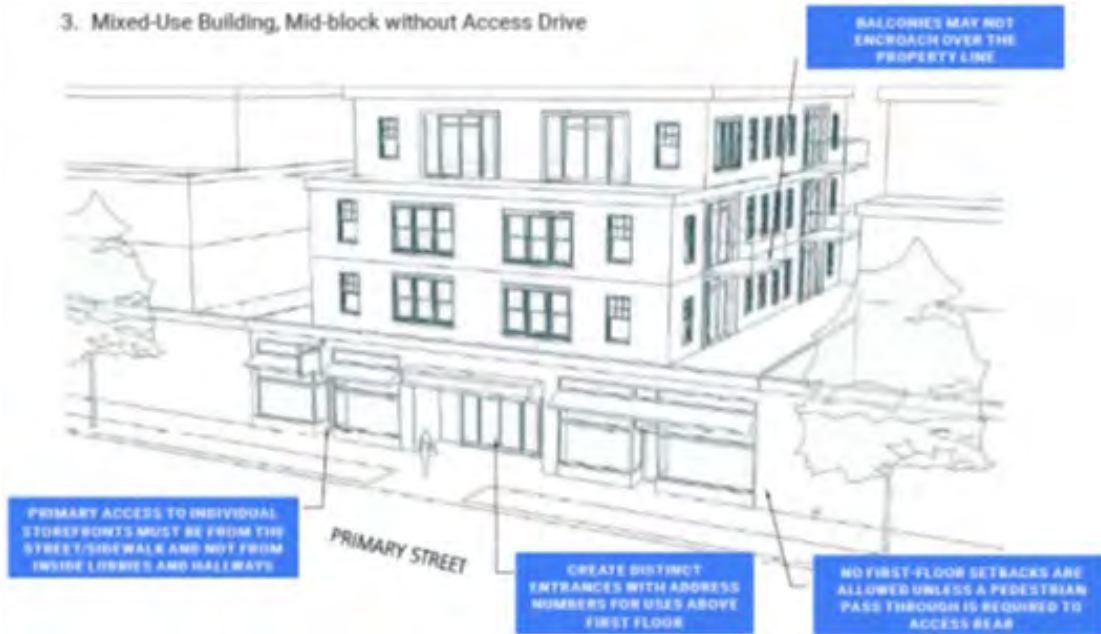 3. Mixed-Use Building, Mid-block without Access Drive
BALCONIES MAY NOT
ENCROACH OVER THE
PROPERTY LINE
PRIMARY ACCESS TO INDIVIDUAL
STOREFRONTS MUST BE FROM THE
STREET/SIDEWALK AND NOT FROM
INSIDE LOBBIES AND HALLWAYS
PRIMARY STREET
CREATE DISTINCT
ENTRANCES WITH ADDRESS
NUMBERS FOR USES ABOVE
FIRST FLOOR
NO FIRST-FLOOR SETBACKS ARE
ALLOWED UNLESS A PEDESTRIAN
PASS THROUGH IS REQUIRED TO
ACCESS REAR